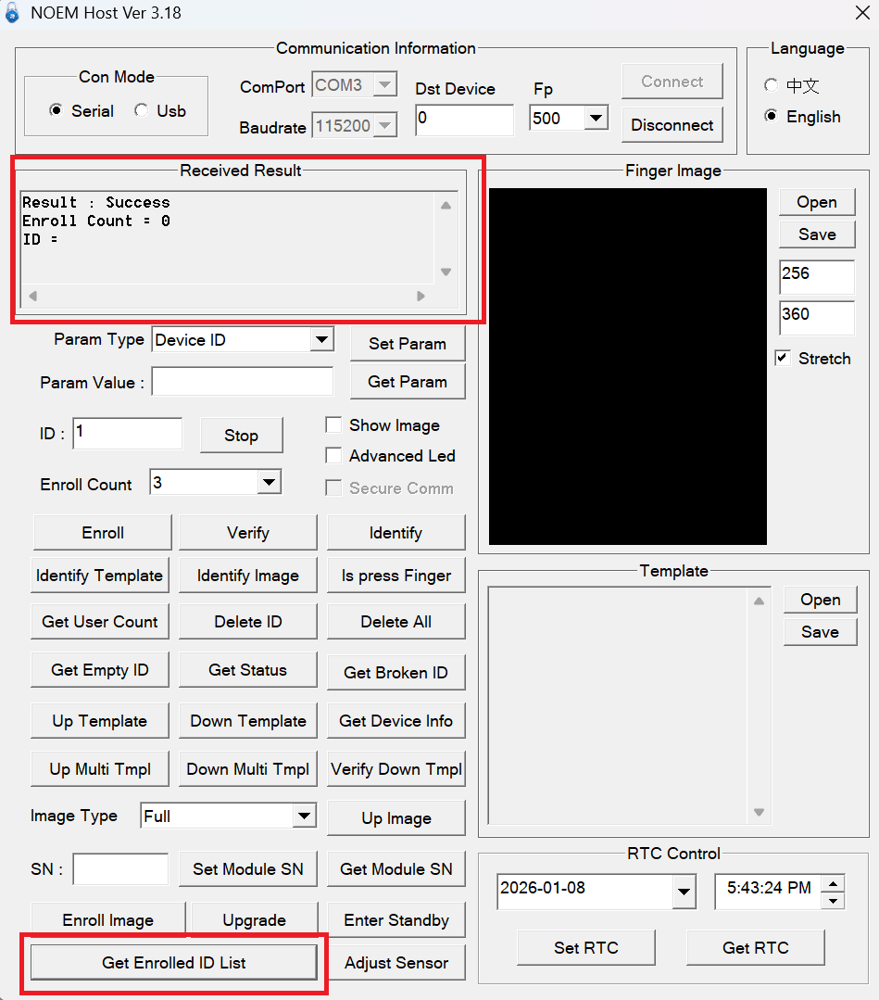 NOEM Host Ver 3.18
Communication Information
Con Mode
Serial
Usb
ComPort
COM3
Baudrate
115200
Dst Device
0
Fp
500
Connect
Disconnect
Language
中文
English
Received Result
Result : Success
Enroll Count = 0
ID =
Param Type
Device ID
Set Param
Param Value :
Get Param
ID :
1
Stop
Show Image
Advanced Led
Enroll Count
3
Secure Comm
Enroll
Verify
Identify
Identify Template
Identify Image
Is press Finger
Get User Count
Delete ID
Delete All
Get Empty ID
Get Status
Get Broken ID
Up Template
Down Template
Get Device Info
Up Multi Tmpl
Down Multi Tmpl
Verify Down Tmpl
Image Type
Full
Up Image
SN :
Set Module SN
Get Module SN
Enroll Image
Upgrade
Enter Standby
Get Enrolled ID List
Adjust Sensor
Finger Image
Open
Save
256
360
Stretch
Template
Open
Save
RTC Control
2026-01-08
5:43:24 PM
Set RTC
Get RTC